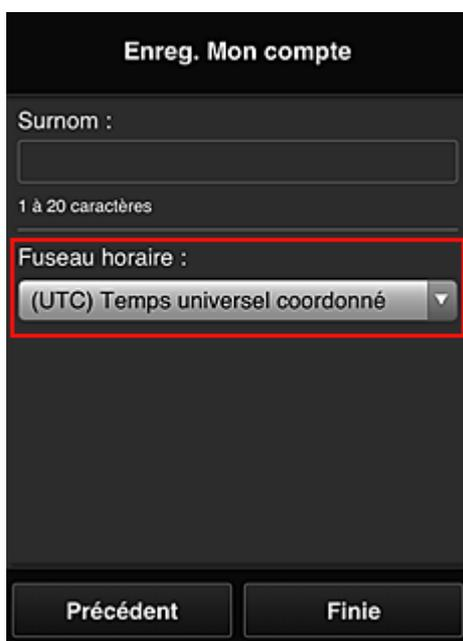 Enreg. Mon compte
Surnom :
1 à 20 caractères
Fuseau horaire :
(UTC) Temps universel coordonné
Précédent
Finie